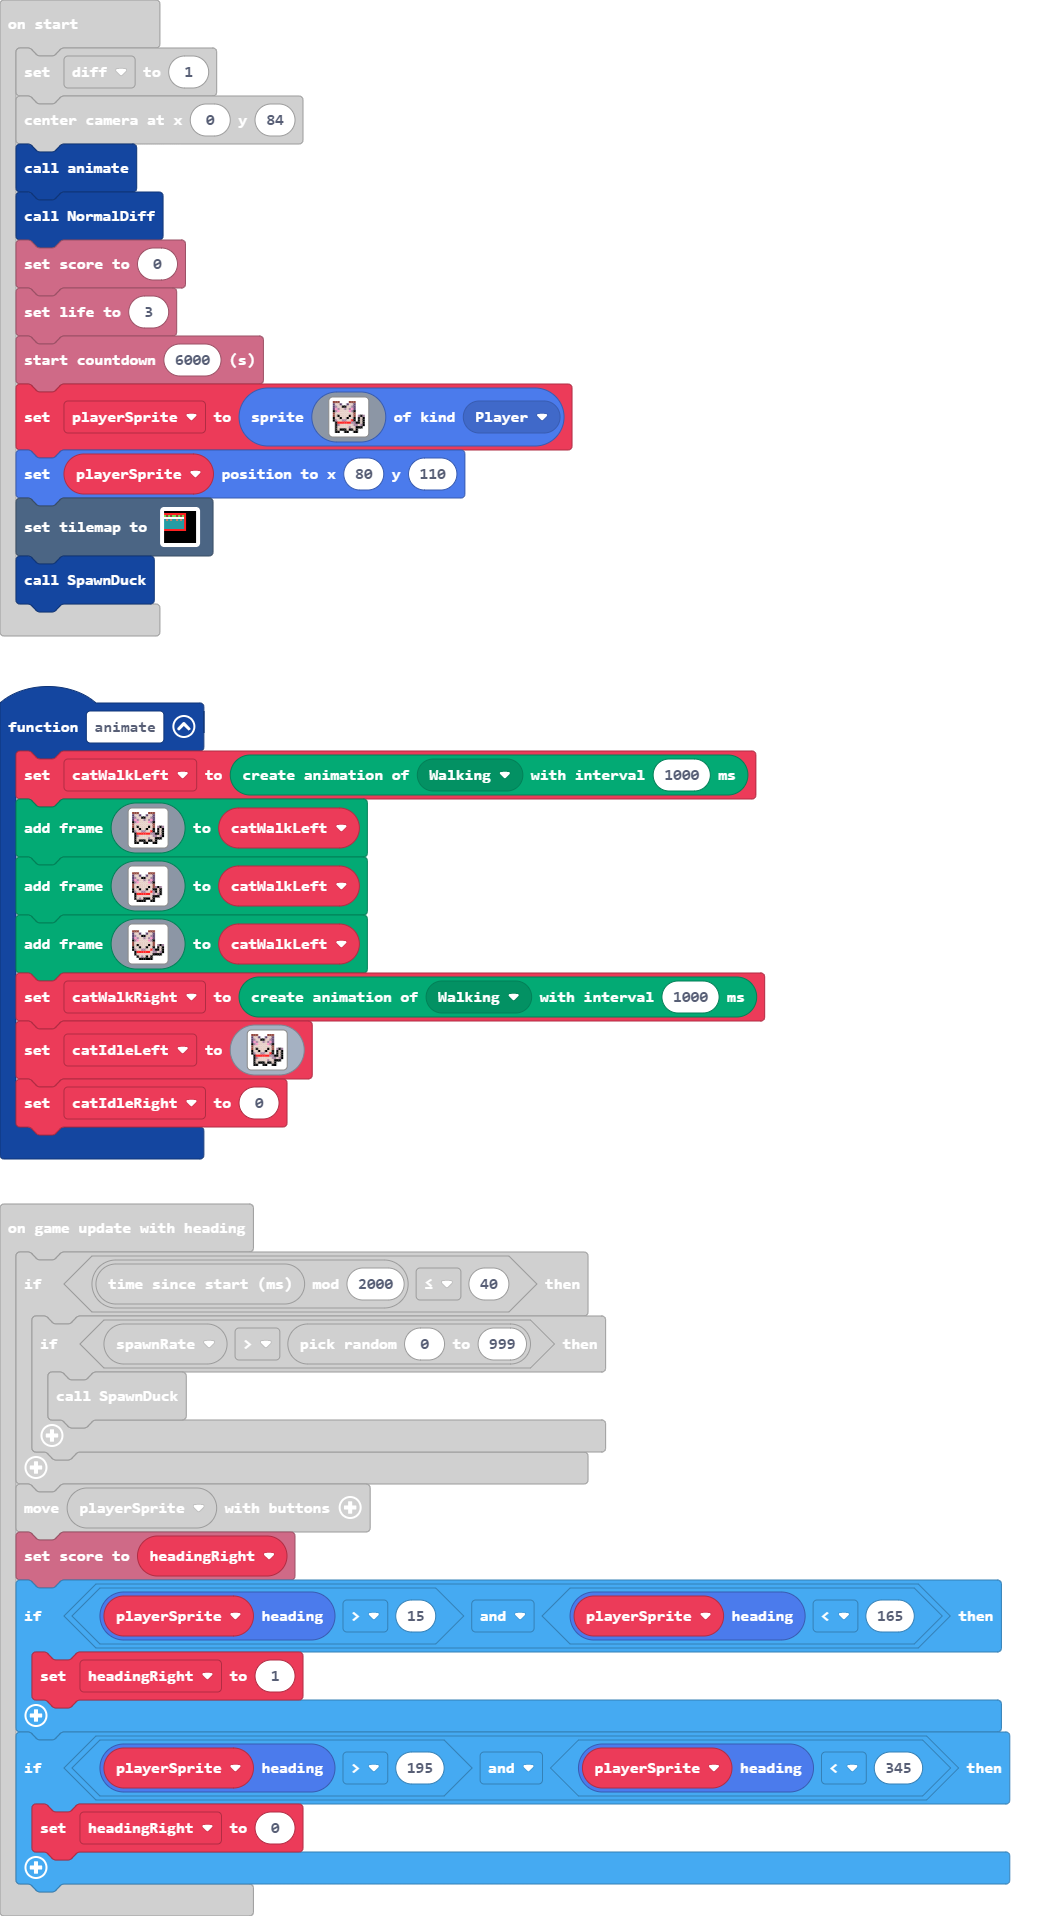 on start
set diff to 1
center camera at x 0 y 84
call animate
call NormalDiff
set score to 0
set life to 3
start countdown 6000 (s)
set playerSprite to sprite of kind Player
set playerSprite position to x 80 y 110
set tilemap to
call SpawnDuck
function animate
set catWalkLeft to create animation of Walking with interval 1000 ms
add frame to catWalkLeft
add frame to catWalkLeft
add frame to catWalkLeft
set catWalkRight to create animation of Walking with interval 1000 ms
set catIdleLeft to
set catIdleRight to 0
on game update with heading
if time since start (ms) mod 2000 ≤ 40 then
if spawnRate > pick random 0 to 999 then
call SpawnDuck
move playerSprite with buttons
set score to headingRight
if playerSprite heading > 15 and playerSprite heading < 165 then
set headingRight to 1
if playerSprite heading > 195 and playerSprite heading < 345 then
set headingRight to 0